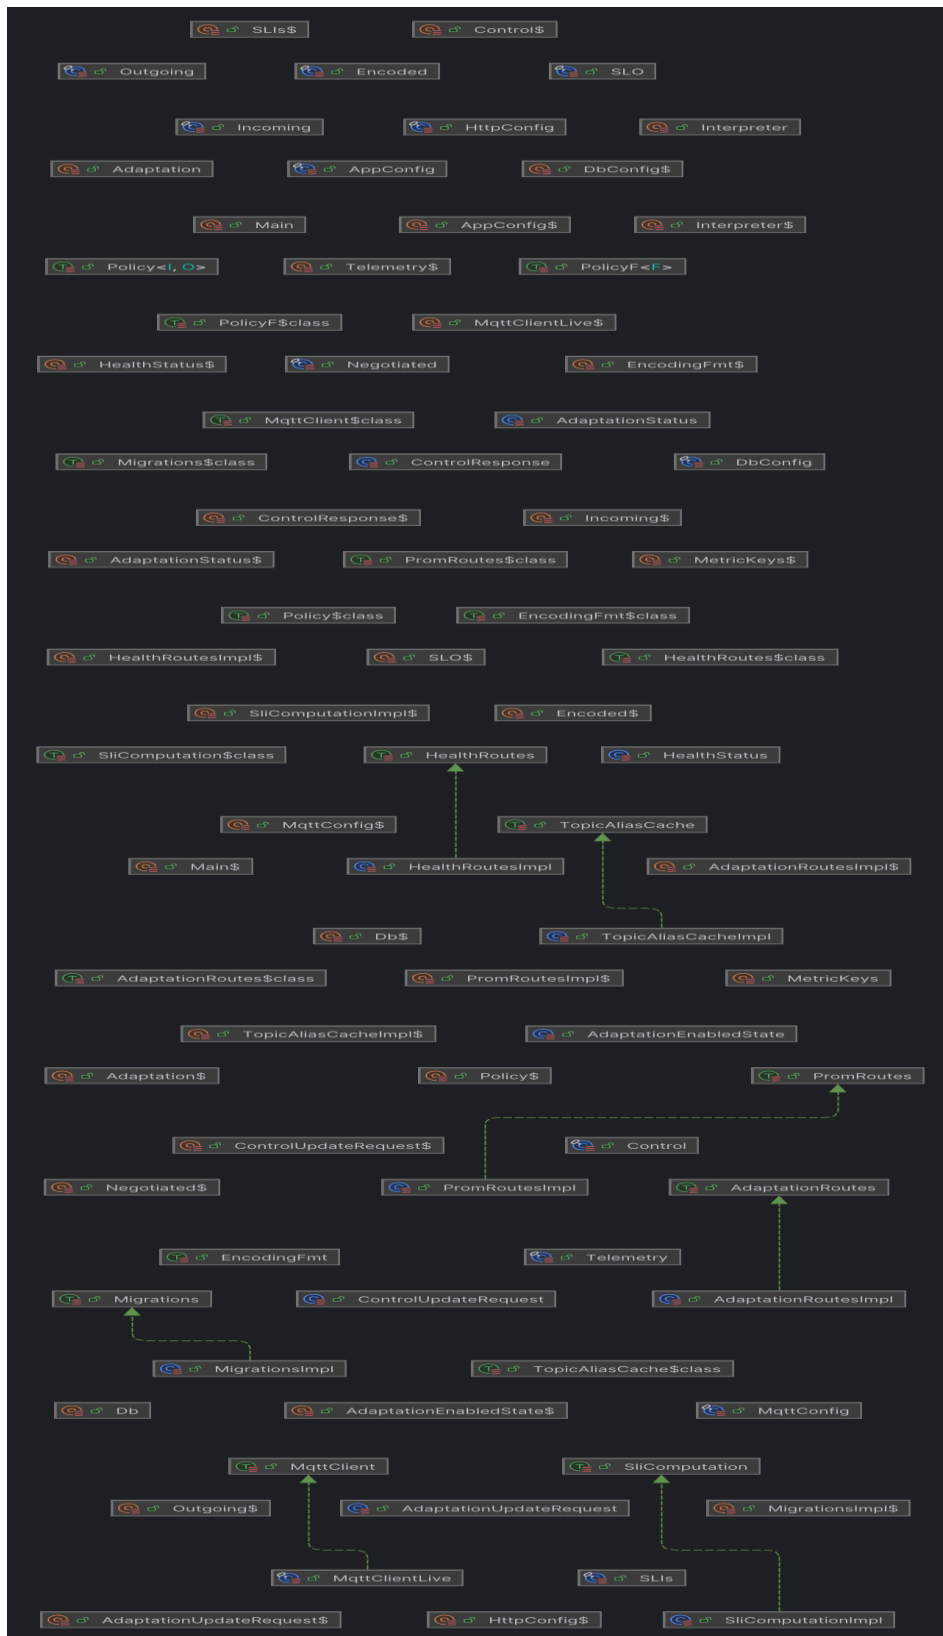 SLIs$ Control$
Outgoing Encoded SLO
Incoming HttpConfig Interpreter
Adaptation AppConfig DbConfig$
Main AppConfig$ Interpreter$
Policy<I, O> Telemetry$ PolicyF<F>
PolicyF$class MqttClientLive$
HealthStatus$ Negotiated EncodingFmt$
MqttClient$class AdaptationStatus
Migrations$class ControlResponse DbConfig
ControlResponse$ Incoming$
AdaptationStatus$ PromRoutes$class MetricKeys$
Policy$class EncodingFmt$class
HealthRoutesImpl$ SLO$ HealthRoutes$class
SliComputationImpl$ Encoded$
SliComputation$class HealthRoutes HealthStatus
MqttConfig$ TopicAliasCache
Main$ HealthRoutesImpl AdaptationRoutesImpl$
Db$ TopicAliasCacheImpl
AdaptationRoutes$class PromRoutesImpl$ MetricKeys
TopicAliasCacheImpl$ AdaptationEnabledState
Adaptation$ Policy$ PromRoutes
ControlUpdateRequest$ Control
Negotiated$ PromRoutesImpl AdaptationRoutes
EncodingFmt Telemetry
Migrations ControlUpdateRequest AdaptationRoutesImpl
MigrationsImpl TopicAliasCache$class
Db AdaptationEnabledState$ MqttConfig
MqttClient SliComputation
Outgoing$ AdaptationUpdateRequest MigrationsImpl$
MqttClientLive SLIs
AdaptationUpdateRequest$ HttpConfig$ SliComputationImpl